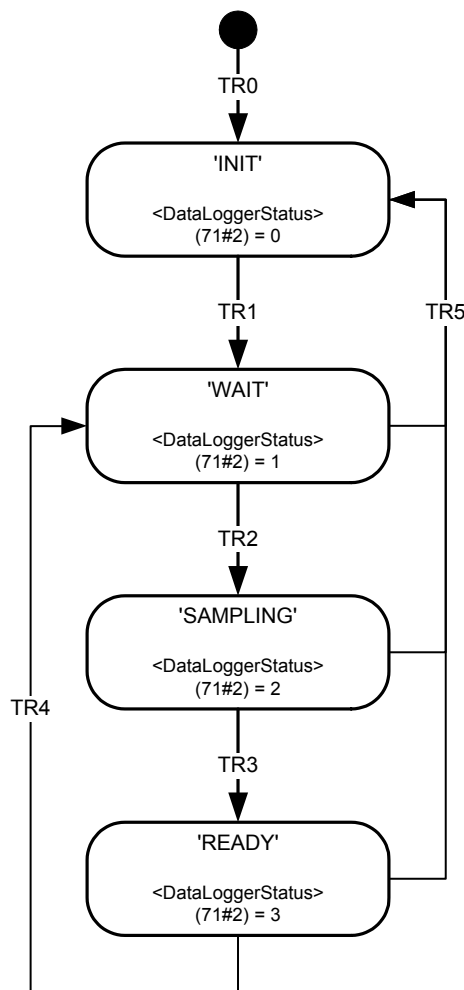 TR0
'INIT'
<DataLoggerStatus>
(71#2) = 0
TR1
TR5
'WAIT'
<DataLoggerStatus>
(71#2) = 1
TR2
'SAMPLING'
<DataLoggerStatus>
(71#2) = 2
TR4
TR3
'READY'
<DataLoggerStatus>
(71#2) = 3